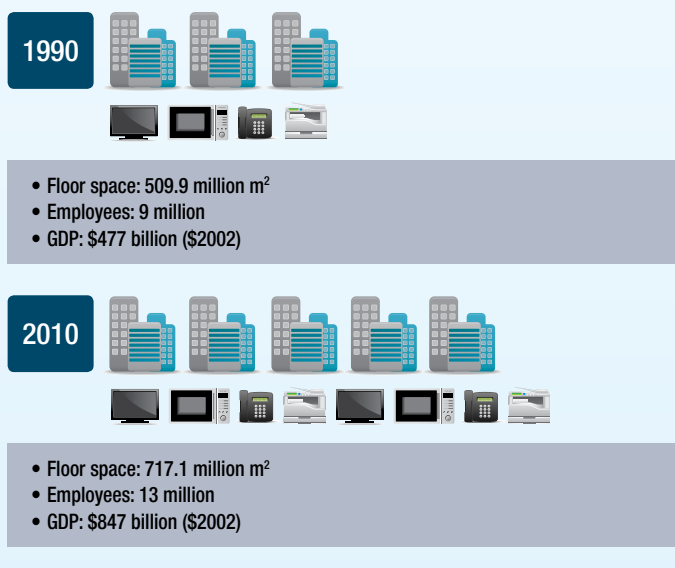 1990
• Floor space: 509.9 million m²
• Employees: 9 million
• GDP: $477 billion ($2002)
2010
• Floor space: 717.1 million m²
• Employees: 13 million
• GDP: $847 billion ($2002)